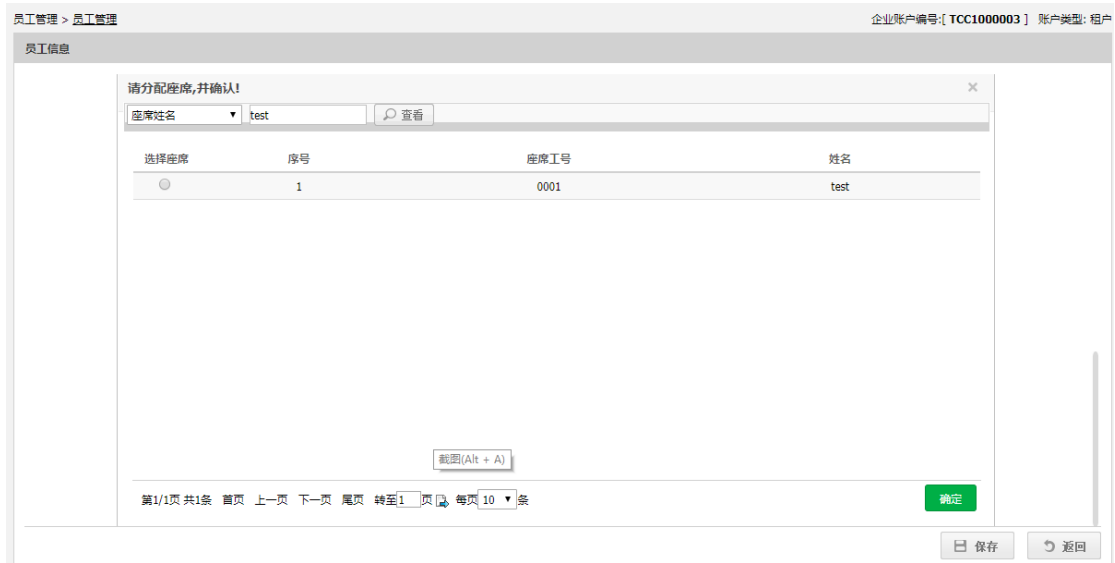 员工管理 > 员工管理 企业账户编号:[ TCC1000003 ] 账户类型: 租户
员工信息
请分配座席,并确认! ×
座席姓名 ▼ test 查看
选择座席 序号 座席工号 姓名
1 0001 test
截图(Alt + A)
第1/1页 共1条 首页 上一页 下一页 尾页 转至 1 页 每页 10 ▼ 条 确定
保存 返回